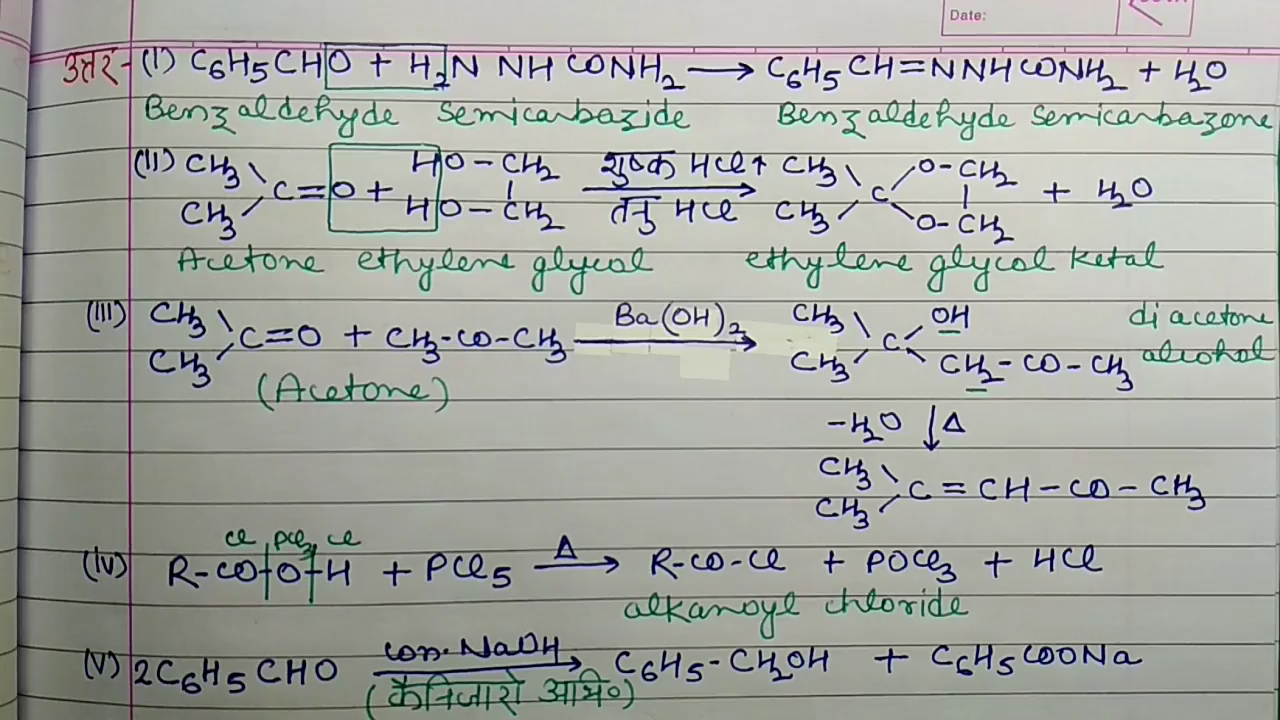 Date:
उत्तर- (I) C6H5CHO + H2N NH CONH2 ⟶ C6H5 CH=NNHCONH2 + H2O
Benzaldehyde Semicarbazide Benzaldehyde Semicarbazone
(II) CH3 \ HO-CH2 शुष्क HCl↑ CH3 \ /O-CH2
C=O + | ⟶ C | + H2O
CH3 / HO-CH2 तनु HCl CH3 / \O-CH2
Acetone ethylene glycol ethylene glycol Ketal
(III) CH3 \ Ba(OH)2 CH3 \ /OH diacetone
C=O + CH3-CO-CH3 ⟶ C
CH3 / CH3 / \CH2-CO-CH3 alcohol
(Acetone)
-H2O ↓ Δ
CH3 \
C=CH-CO-CH3
CH3 /
Cl PCl3 Cl
(IV) R-CO+O+H + PCl5 Δ⟶ R-CO-Cl + POCl3 + HCl
alkanoyl chloride
(V) 2C6H5CHO con. NaOH⟶ C6H5-CH2OH + C6H5COONa
(कैनिजारो अभि०)